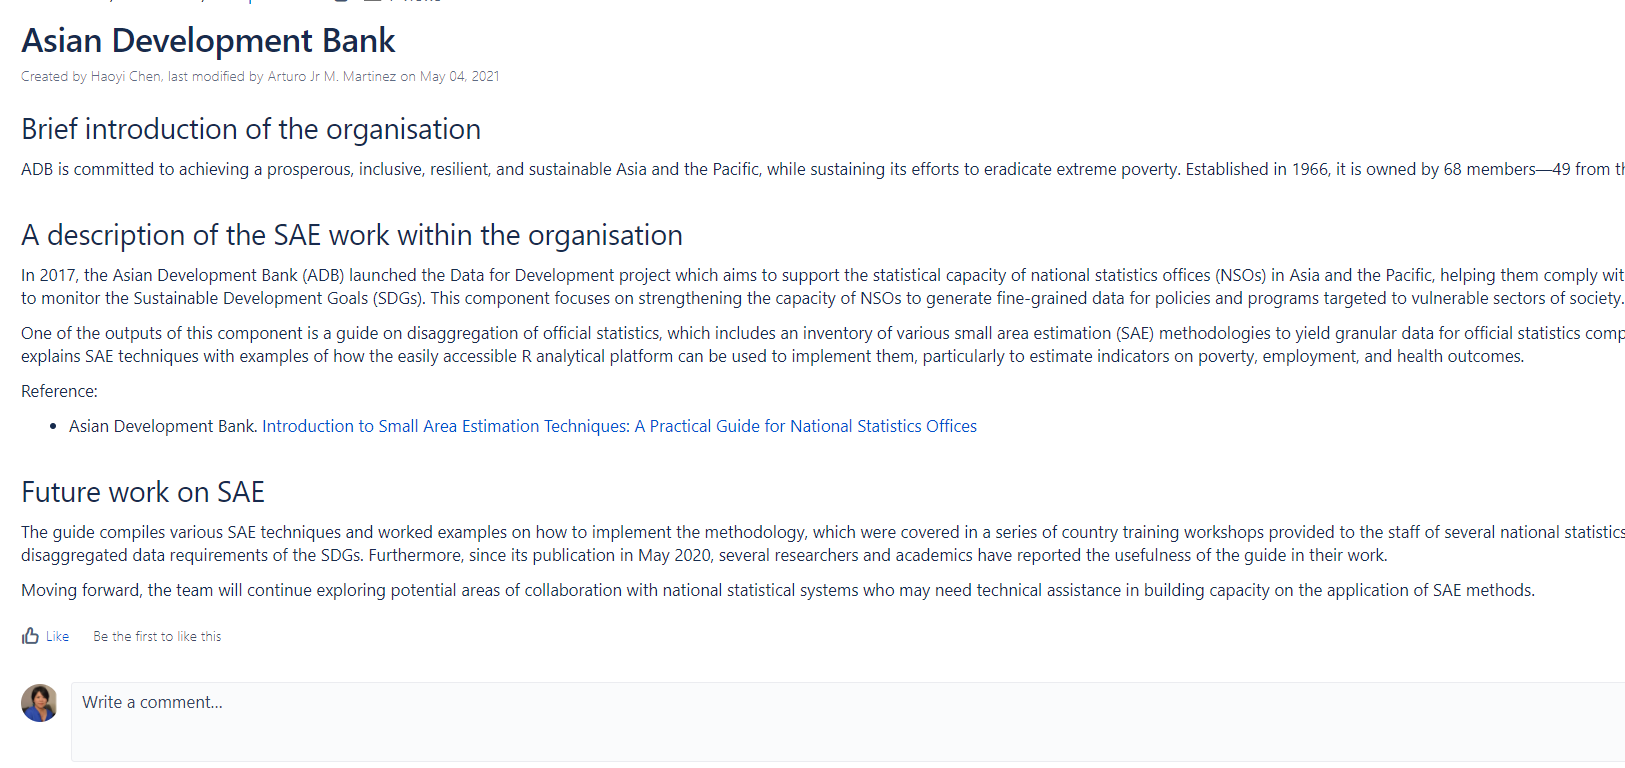 Asian Development Bank
Created by Haoyi Chen, last modified by Arturo Jr M. Martinez on May 04, 2021
Brief introduction of the organisation
ADB is committed to achieving a prosperous, inclusive, resilient, and sustainable Asia and the Pacific, while sustaining its efforts to eradicate extreme poverty. Established in 1966, it is owned by 68 members—49 from
A description of the SAE work within the organisation
In 2017, the Asian Development Bank (ADB) launched the Data for Development project which aims to support the statistical capacity of national statistics offices (NSOs) in Asia and the Pacific, helping them comply
to monitor the Sustainable Development Goals (SDGs). This component focuses on strengthening the capacity of NSOs to generate fine-grained data for policies and programs targeted to vulnerable sectors of society.
One of the outputs of this component is a guide on disaggregation of official statistics, which includes an inventory of various small area estimation (SAE) methodologies to yield granular data for official statistics
explains SAE techniques with examples of how the easily accessible R analytical platform can be used to implement them, particularly to estimate indicators on poverty, employment, and health outcomes.
Reference:
• Asian Development Bank. Introduction to Small Area Estimation Techniques: A Practical Guide for National Statistics Offices
Future work on SAE
The guide compiles various SAE techniques and worked examples on how to implement the methodology, which were covered in a series of country training workshops provided to the staff of several national statistics
disaggregated data requirements of the SDGs. Furthermore, since its publication in May 2020, several researchers and academics have reported the usefulness of the guide in their work.
Moving forward, the team will continue exploring potential areas of collaboration with national statistical systems who may need technical assistance in building capacity on the application of SAE methods.
Like Be the first to like this
Write a comment...